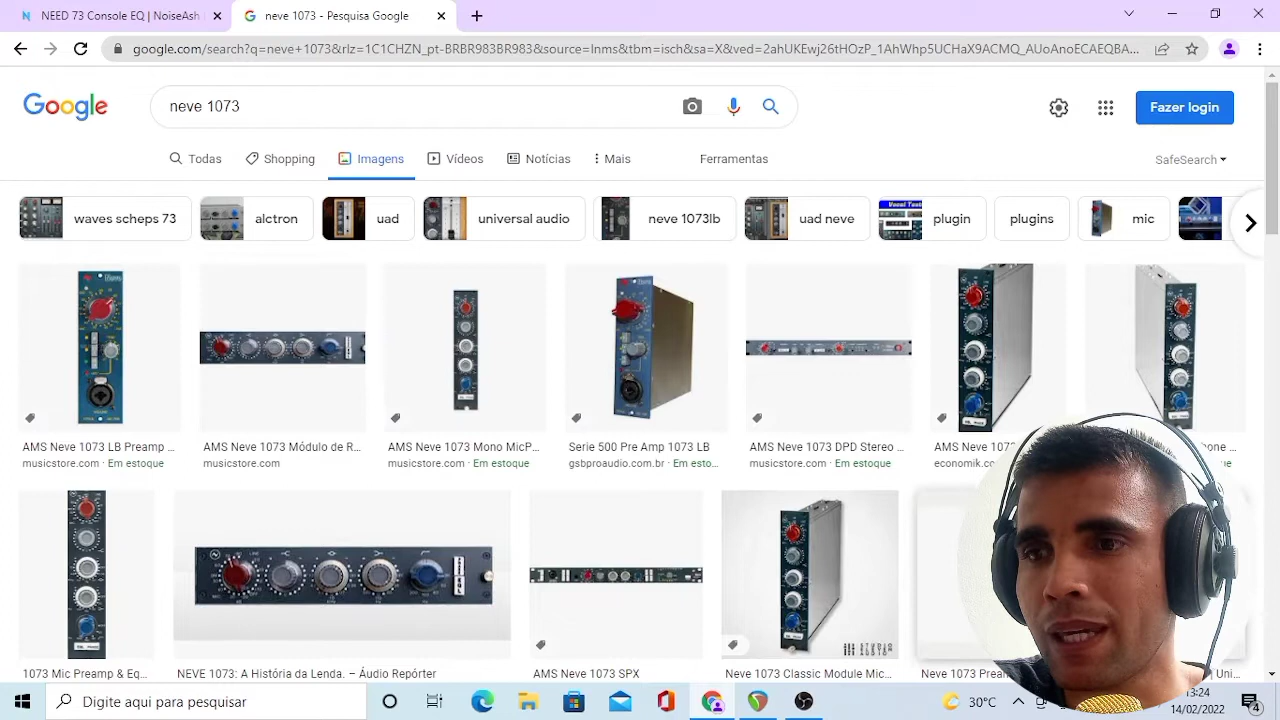 NEED 73 Console EQ | NoiseAsh
neve 1073 - Pesquisa Google
google.com/search?q=neve+1073&rlz=1C1CHZN_pt-BRBR983BR983&source=lnms&tbm=isch&sa=X&ved=2ahUKEwj26tHOzP_1AhWhp5UCHaX9ACMQ_AUoAnoECAEQBA...
Google
neve 1073
Fazer login
Todas
Shopping
Imagens
Vídeos
Notícias
Mais
Ferramentas
SafeSearch
waves scheps 73
alctron
uad
universal audio
neve 1073lb
uad neve
plugin
plugins
mic
AMS Neve 1073 LB Preamp ...
musicstore.com · Em estoque
AMS Neve 1073 Módulo de R...
musicstore.com
AMS Neve 1073 Mono MicP...
musicstore.com · Em estoque
Serie 500 Pre Amp 1073 LB
gsbproaudio.com.br · Em esto...
AMS Neve 1073 DPD Stereo ...
musicstore.com · Em estoque
AMS Neve 107
economik.co
1073 Mic Preamp & Eq...
NEVE 1073: A História da Lenda. – Áudio Repórter
AMS Neve 1073 SPX
Neve 1073 Classic Module Mic...
Neve 1073 Prea
Uni...
Digite aqui para pesquisar
30°C
14/02/2022
4